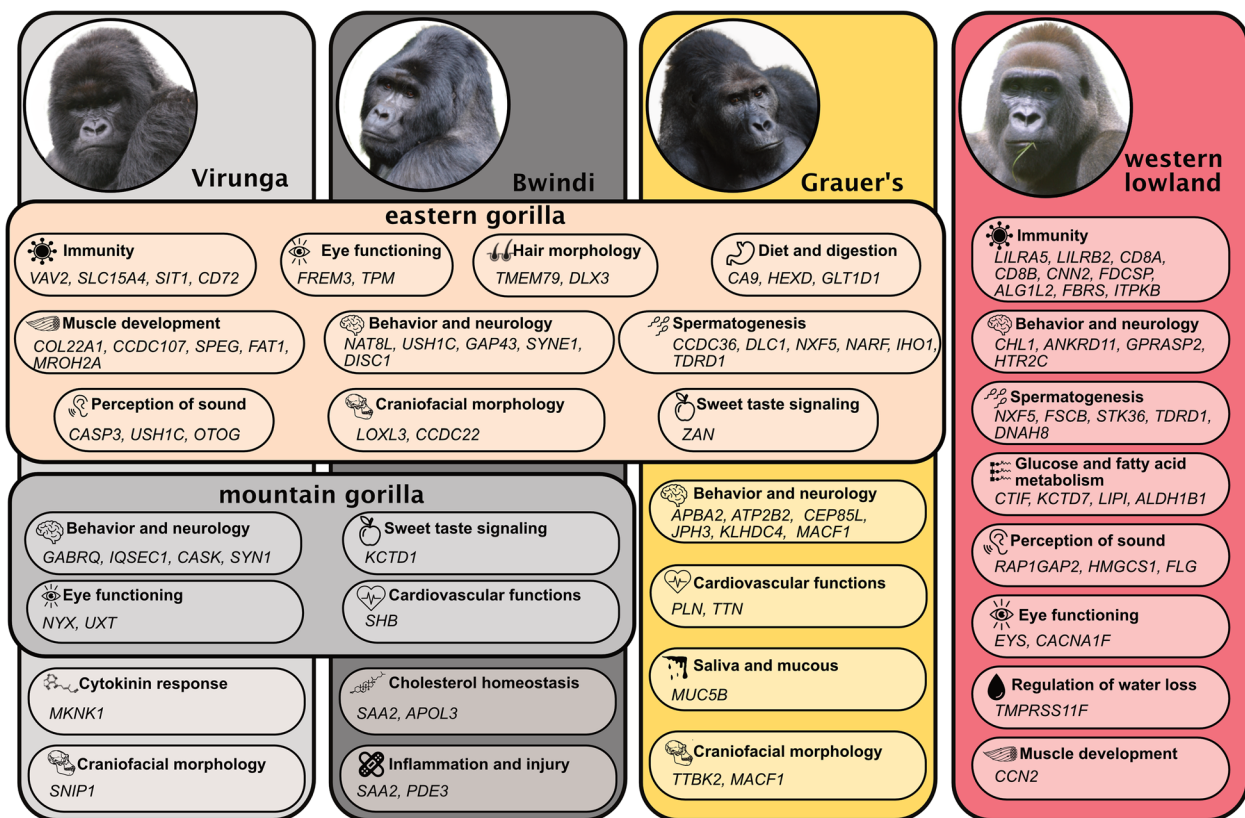 Virunga
Bwindi
Grauer's
western
lowland
eastern gorilla
Immunity
VAV2, SLC15A4, SIT1, CD72
Eye functioning
FREM3, TPM
Hair morphology
TMEM79, DLX3
Diet and digestion
CA9, HEXD, GLT1D1
Muscle development
COL22A1, CCDC107, SPEG, FAT1,
MROH2A
Behavior and neurology
NAT8L, USH1C, GAP43, SYNE1,
DISC1
Spermatogenesis
CCDC36, DLC1, NXF5, NARF, IHO1,
TDRD1
Perception of sound
CASP3, USH1C, OTOG
Craniofacial morphology
LOXL3, CCDC22
Sweet taste signaling
ZAN
mountain gorilla
Behavior and neurology
GABRQ, IQSEC1, CASK, SYN1
Sweet taste signaling
KCTD1
Eye functioning
NYX, UXT
Cardiovascular functions
SHB
Cytokinin response
MKNK1
Craniofacial morphology
SNIP1
Cholesterol homeostasis
SAA2, APOL3
Inflammation and injury
SAA2, PDE3
Behavior and neurology
APBA2, ATP2B2, CEP85L,
JPH3, KLHDC4, MACF1
Cardiovascular functions
PLN, TTN
Saliva and mucous
MUC5B
Craniofacial morphology
TTBK2, MACF1
Immunity
LILRA5, LILRB2, CD8A,
CD8B, CNN2, FDCSP,
ALG1L2, FBRS, ITPKB
Behavior and neurology
CHL1, ANKRD11, GPRASP2,
HTR2C
Spermatogenesis
NXF5, FSCB, STK36, TDRD1,
DNAH8
Glucose and fatty acid
metabolism
CTIF, KCTD7, LIPI, ALDH1B1
Perception of sound
RAP1GAP2, HMGCS1, FLG
Eye functioning
EYS, CACNA1F
Regulation of water loss
TMPRSS11F
Muscle development
CCN2